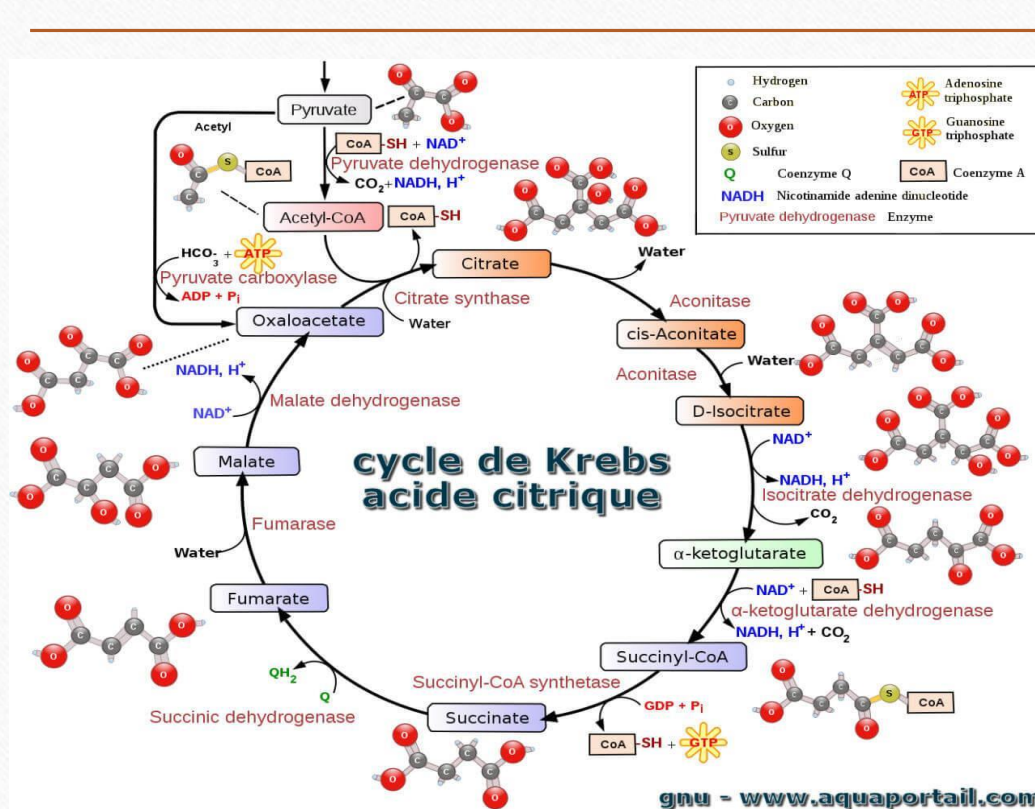 Pyruvate
CoA-SH + NAD+
Pyruvate dehydrogenase
CO2+NADH, H+
Acetyl
S
CoA
Acetyl-CoA
CoA-SH
HCO3- + ATP
Pyruvate carboxylase
ADP + Pi
Oxaloacetate
Citrate
Citrate synthase
Water
Water
Aconitase
cis-Aconitate
Aconitase
Water
D-Isocitrate
NAD+
NADH, H+
Isocitrate dehydrogenase
CO2
α-ketoglutarate
NAD+ + CoA-SH
α-ketoglutarate dehydrogenase
NADH, H+ + CO2
Succinyl-CoA
S
CoA
Succinyl-CoA synthetase
GDP + Pi
CoA-SH + GTP
Succinate
QH2
Q
Succinic dehydrogenase
Fumarate
Water
Fumarase
Malate
NADH, H+
NAD+
Malate dehydrogenase
cycle de Krebs
acide citrique
H Hydrogen
C Carbon
O Oxygen
S Sulfur
Q Coenzyme Q
NADH Nicotinamide adenine dinucleotide
Pyruvate dehydrogenase Enzyme
ATP Adenosine
triphosphate
GTP Guanosine
triphosphate
CoA Coenzyme A
gnu - www.aquaportail.com